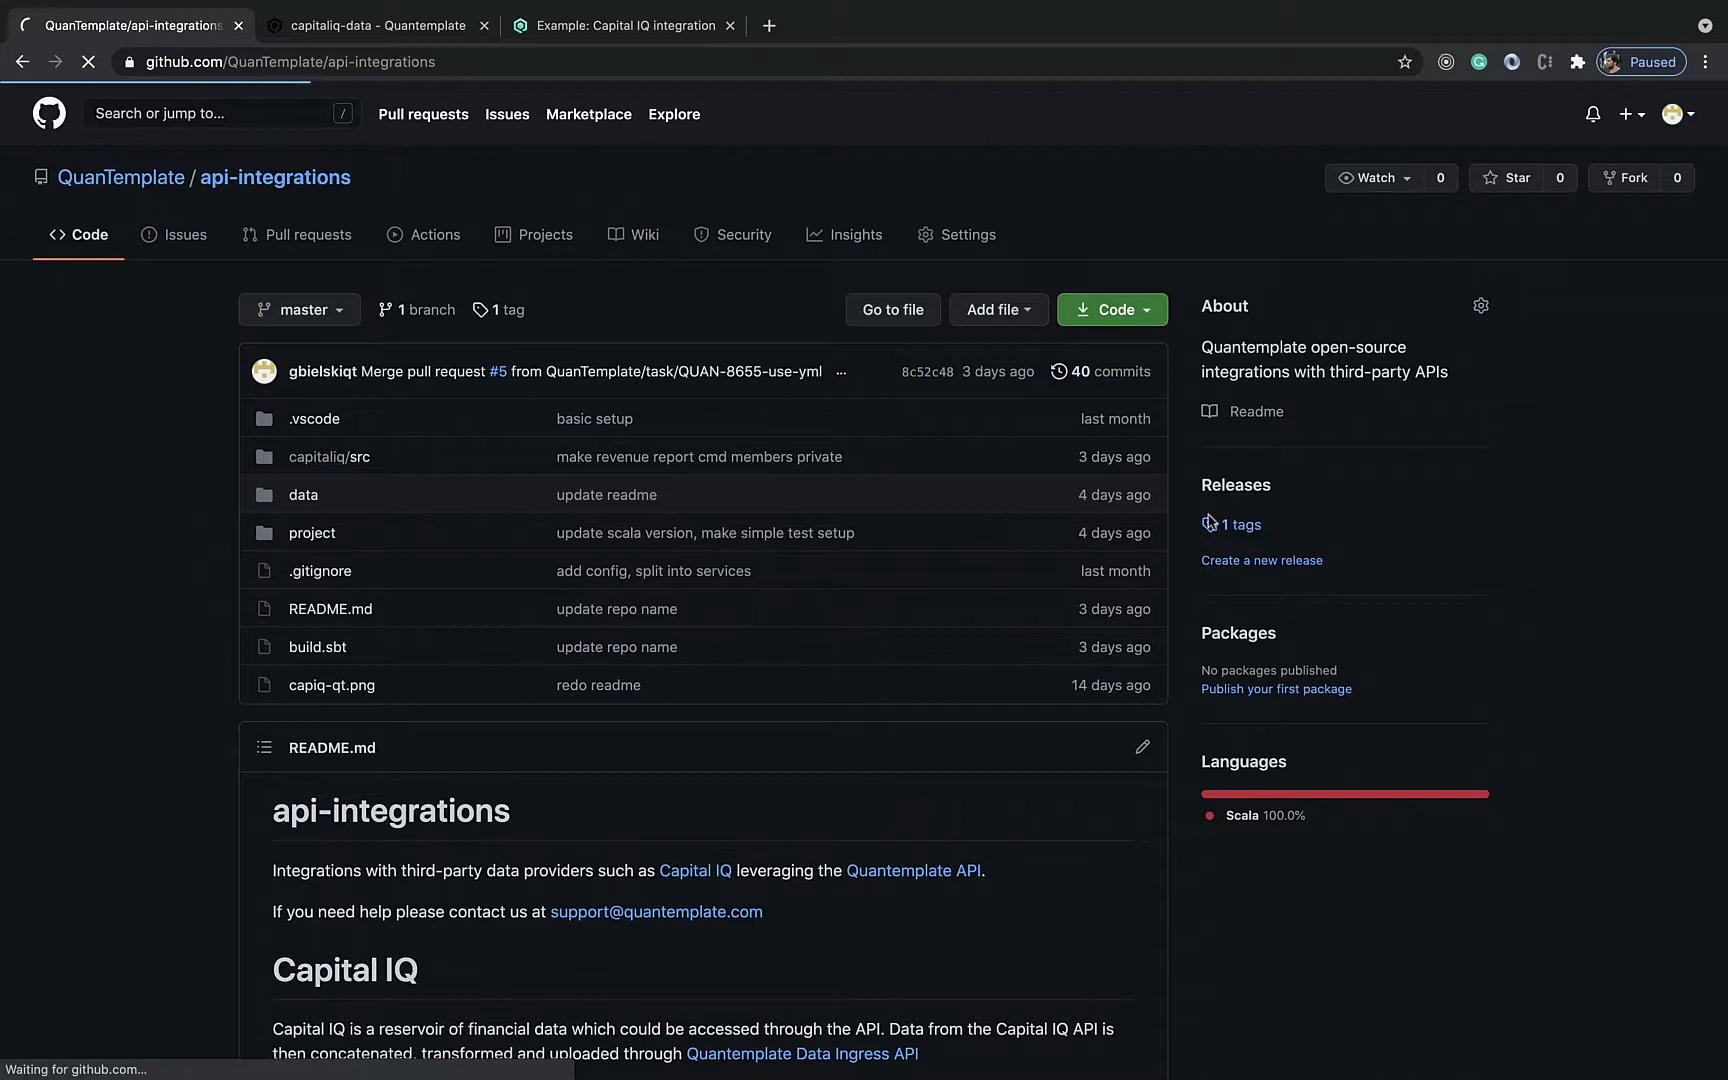 QuanTemplate/api-integrations
capitaliq-data - Quantemplate
Example: Capital IQ integration
github.com/QuanTemplate/api-integrations
Paused
Search or jump to... /
Pull requests
Issues
Marketplace
Explore
QuanTemplate / api-integrations
Watch 0
Star 0
Fork 0
Code
Issues
Pull requests
Actions
Projects
Wiki
Security
Insights
Settings
master
1 branch
1 tag
Go to file
Add file
Code
gbielskiqt Merge pull request #5 from QuanTemplate/task/QUAN-8655-use-yml ... 8c52c48 3 days ago 40 commits
.vscode basic setup last month
capitaliq/src make revenue report cmd members private 3 days ago
data update readme 4 days ago
project update scala version, make simple test setup 4 days ago
.gitignore add config, split into services last month
README.md update repo name 3 days ago
build.sbt update repo name 3 days ago
capiq-qt.png redo readme 14 days ago
README.md
api-integrations
Integrations with third-party data providers such as Capital IQ leveraging the Quantemplate API.
If you need help please contact us at support@quantemplate.com
Capital IQ
Capital IQ is a reservoir of financial data which could be accessed through the API. Data from the Capital IQ API is
then concatenated, transformed and uploaded through Quantemplate Data Ingress API
About
Quantemplate open-source
integrations with third-party APIs
Readme
Releases
1 tags
Create a new release
Packages
No packages published
Publish your first package
Languages
Scala 100.0%
Waiting for github.com...